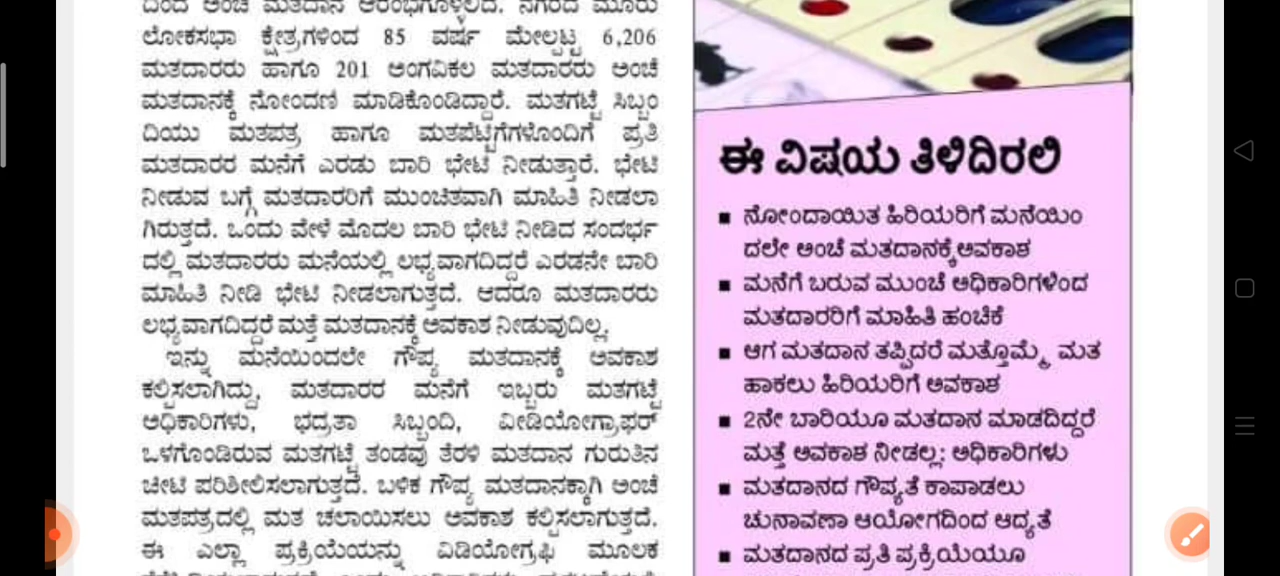 ದಿಂದ ಅಂಚೆ ಮತದಾನ ಆರಂಭಗೊಳ್ಳಲಿದೆ. ನಗರದ ಮೂರು
ಲೋಕಸಭಾ ಕ್ಷೇತ್ರಗಳಿಂದ 85 ವರ್ಷ ಮೇಲ್ಪಟ್ಟ 6,206
ಮತದಾರರು ಹಾಗೂ 201 ಅಂಗವಿಕಲ ಮತದಾರರು ಅಂಚೆ
ಮತದಾನಕ್ಕೆ ನೋಂದಣಿ ಮಾಡಿಕೊಂಡಿದ್ದಾರೆ. ಮತಗಟ್ಟೆ ಸಿಬ್ಬಂ
ದಿಯು ಮತಪತ್ರ ಹಾಗೂ ಮತಪೆಟ್ಟಿಗೆಗಳೊಂದಿಗೆ ಪ್ರತಿ
ಮತದಾರರ ಮನೆಗೆ ಎರಡು ಬಾರಿ ಭೇಟಿ ನೀಡುತ್ತಾರೆ. ಭೇಟಿ
ನೀಡುವ ಬಗ್ಗೆ ಮತದಾರರಿಗೆ ಮುಂಚಿತವಾಗಿ ಮಾಹಿತಿ ನೀಡಲಾ
ಗಿರುತ್ತದೆ. ಒಂದು ವೇಳೆ ಮೊದಲ ಬಾರಿ ಭೇಟಿ ನೀಡಿದ ಸಂದರ್ಭ
ದಲ್ಲಿ ಮತದಾರರು ಮನೆಯಲ್ಲಿ ಲಭ್ಯವಾಗದಿದ್ದರೆ ಎರಡನೇ ಬಾರಿ
ಮಾಹಿತಿ ನೀಡಿ ಭೇಟಿ ನೀಡಲಾಗುತ್ತದೆ. ಆದರೂ ಮತದಾರರು
ಲಭ್ಯವಾಗದಿದ್ದರೆ ಮತ್ತೆ ಮತದಾನಕ್ಕೆ ಅವಕಾಶ ನೀಡುವುದಿಲ್ಲ.
ಇನ್ನು ಮನೆಯಿಂದಲೇ ಗೌಪ್ಯ ಮತದಾನಕ್ಕೆ ಅವಕಾಶ
ಕಲ್ಪಿಸಲಾಗಿದ್ದು, ಮತದಾರರ ಮನೆಗೆ ಇಬ್ಬರು ಮತಗಟ್ಟೆ
ಅಧಿಕಾರಿಗಳು, ಭದ್ರತಾ ಸಿಬ್ಬಂದಿ, ವೀಡಿಯೋಗ್ರಾಫರ್
ಒಳಗೊಂಡಿರುವ ಮತಗಟ್ಟೆ ತಂಡವು ತೆರಳಿ ಮತದಾನ ಗುರುತಿನ
ಚೀಟಿ ಪರಿಶೀಲಿಸಲಾಗುತ್ತದೆ. ಬಳಿಕ ಗೌಪ್ಯ ಮತದಾನಕ್ಕಾಗಿ ಅಂಚೆ
ಮತಪತ್ರದಲ್ಲಿ ಮತ ಚಲಾಯಿಸಲು ಅವಕಾಶ ಕಲ್ಪಿಸಲಾಗುತ್ತದೆ.
ಈ ಎಲ್ಲಾ ಪ್ರಕ್ರಿಯೆಯನ್ನು ವಿಡಿಯೋಗ್ರಫಿ ಮೂಲಕ
ಈ ವಿಷಯ ತಿಳಿದಿರಲಿ
■ ನೋಂದಾಯಿತ ಹಿರಿಯರಿಗೆ ಮನೆಯಿಂ
ದಲೇ ಅಂಚೆ ಮತದಾನಕ್ಕೆ ಅವಕಾಶ
■ ಮನೆಗೆ ಬರುವ ಮುಂಚೆ ಅಧಿಕಾರಿಗಳಿಂದ
ಮತದಾರರಿಗೆ ಮಾಹಿತಿ ಹಂಚಿಕೆ
■ ಆಗ ಮತದಾನ ತಪ್ಪಿದರೆ ಮತ್ತೊಮ್ಮೆ ಮತ
ಹಾಕಲು ಹಿರಿಯರಿಗೆ ಅವಕಾಶ
■ 2ನೇ ಬಾರಿಯೂ ಮತದಾನ ಮಾಡದಿದ್ದರೆ
ಮತ್ತೆ ಅವಕಾಶ ನೀಡಲ್ಲ: ಅಧಿಕಾರಿಗಳು
■ ಮತದಾನದ ಗೌಪ್ಯತೆ ಕಾಪಾಡಲು
ಚುನಾವಣಾ ಆಯೋಗದಿಂದ ಆದ್ಯತೆ
■ ಮತದಾನದ ಪ್ರತಿ ಪ್ರಕ್ರಿಯೆಯೂ